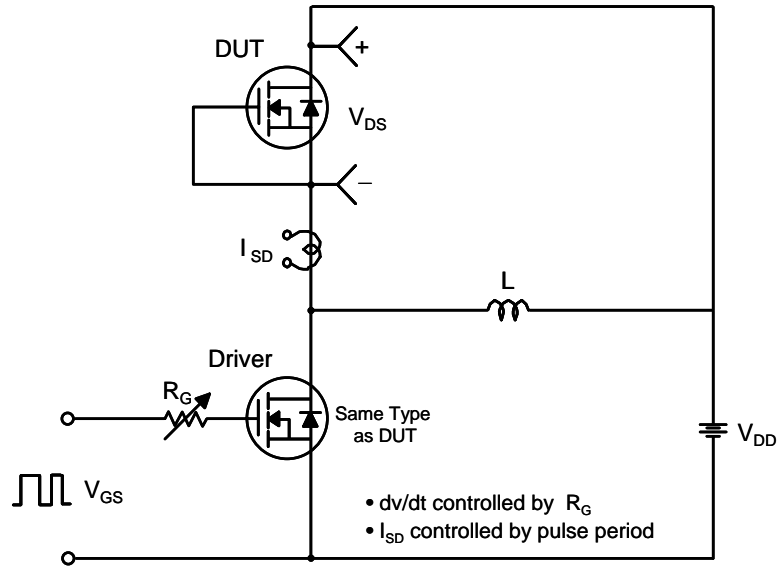 DUT
+
V_DS
−
I_SD
L
Driver
R_G
Same Type
as DUT
V_DD
V_GS
• dv/dt controlled by R_G
• I_SD controlled by pulse period